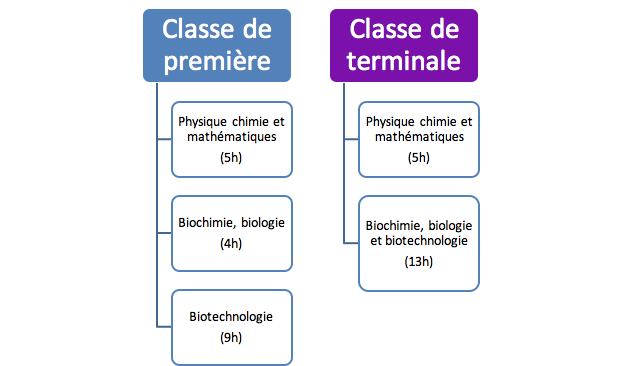 Classe de
première
Physique chimie et
mathématiques
(5h)
Biochimie, biologie
(4h)
Biotechnologie
(9h)
Classe de
terminale
Physique chimie et
mathématiques
(5h)
Biochimie, biologie
et biotechnologie
(13h)